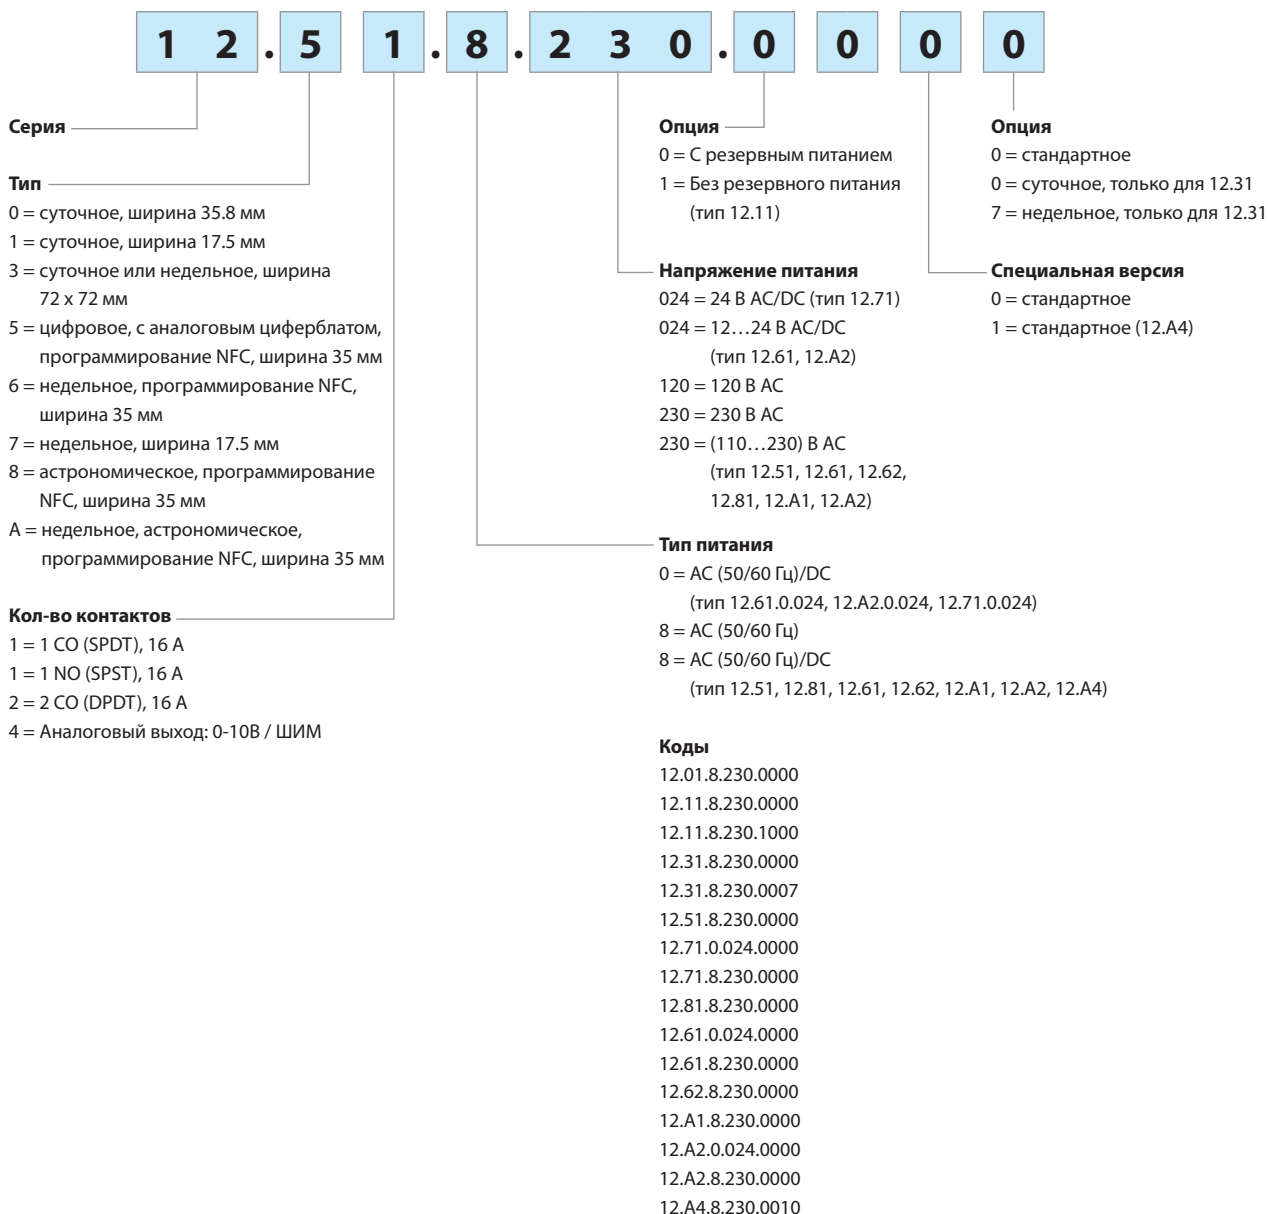 12.51.8.230.0000
Серия
Тип
0 = суточное, ширина 35.8 мм
1 = суточное, ширина 17.5 мм
3 = суточное или недельное, ширина
72 x 72 мм
5 = цифровое, с аналоговым циферблатом,
программирование NFC, ширина 35 мм
6 = недельное, программирование NFC,
ширина 35 мм
7 = недельное, ширина 17.5 мм
8 = астрономическое, программирование
NFC, ширина 35 мм
A = недельное, астрономическое,
программирование NFC, ширина 35 мм
Кол-во контактов
1 = 1 CO (SPDT), 16 A
1 = 1 NO (SPST), 16 A
2 = 2 CO (DPDT), 16 A
4 = Аналоговый выход: 0-10В / ШИМ
Опция
0 = С резервным питанием
1 = Без резервного питания
(тип 12.11)
Напряжение питания
024 = 24 В AC/DC (тип 12.71)
024 = 12…24 В AC/DC
(тип 12.61, 12.A2)
120 = 120 В AC
230 = 230 В AC
230 = (110…230) В AC
(тип 12.51, 12.61, 12.62,
12.81, 12.A1, 12.A2)
Тип питания
0 = AC (50/60 Гц)/DC
(тип 12.61.0.024, 12.A2.0.024, 12.71.0.024)
8 = AC (50/60 Гц)
8 = AC (50/60 Гц)/DC
(тип 12.51, 12.81, 12.61, 12.62, 12.A1, 12.A2, 12.A4)
Коды
12.01.8.230.0000
12.11.8.230.0000
12.11.8.230.1000
12.31.8.230.0000
12.31.8.230.0007
12.51.8.230.0000
12.71.0.024.0000
12.71.8.230.0000
12.81.8.230.0000
12.61.0.024.0000
12.61.8.230.0000
12.62.8.230.0000
12.A1.8.230.0000
12.A2.0.024.0000
12.A2.8.230.0000
12.A4.8.230.0010
Опция
0 = стандартное
0 = суточное, только для 12.31
7 = недельное, только для 12.31
Специальная версия
0 = стандартное
1 = стандартное (12.A4)